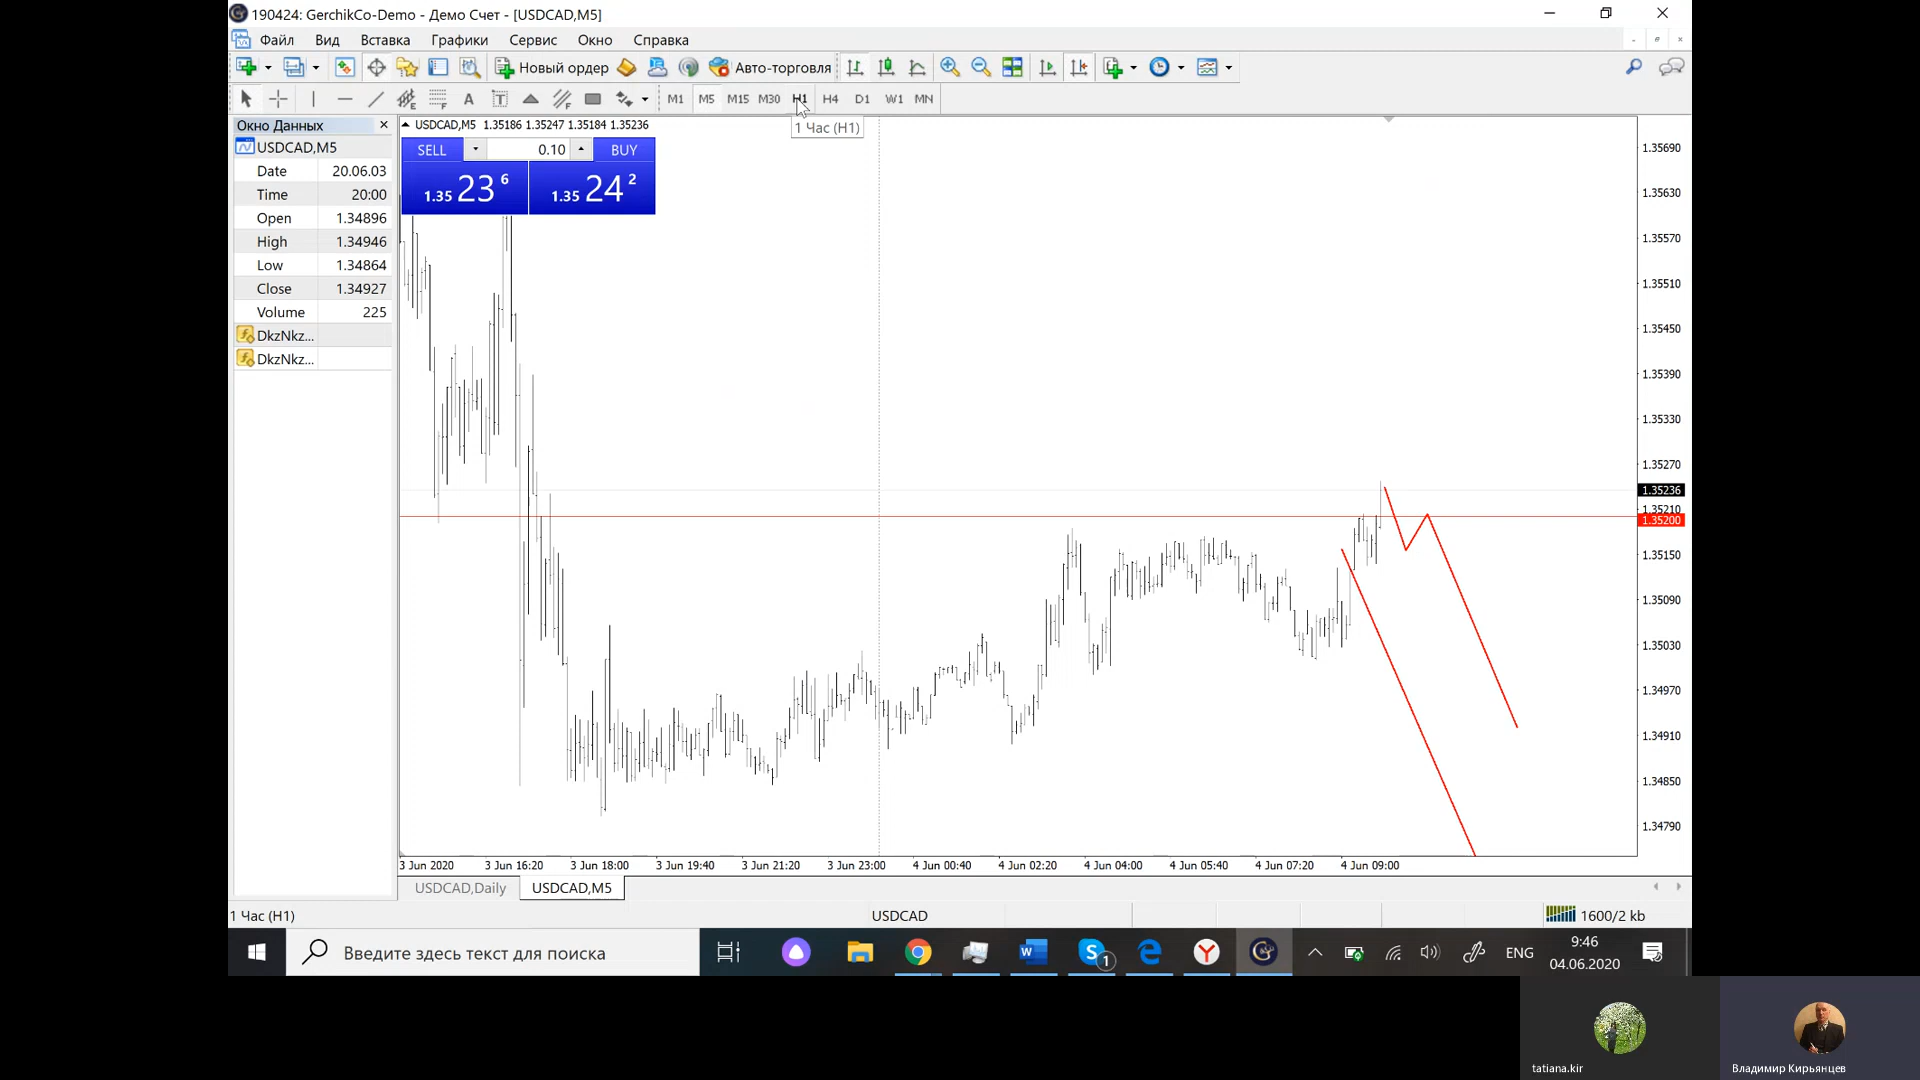 190424: GerchikCo-Demo - Демо Счет - [USDCAD,M5]
Файл Вид Вставка Графики Сервис Окно Справка
Новый ордер Авто-торговля
A T M1 M5 M15 M30 H1 H4 D1 W1 MN
1 Час (H1)
Окно Данных
USDCAD,M5
Date 20.06.03
Time 20:00
Open 1.34896
High 1.34946
Low 1.34864
Close 1.34927
Volume 225
DkzNkz...
DkzNkz...
USDCAD,M5 1.35186 1.35247 1.35184 1.35236
SELL 0.10 BUY
1.35 23 6 1.35 24 2
1.35690
1.35630
1.35570
1.35510
1.35450
1.35390
1.35330
1.35270
1.35236
1.35210
1.35200
1.35150
1.35090
1.35030
1.34970
1.34910
1.34850
1.34790
3 Jun 2020 3 Jun 16:20 3 Jun 18:00 3 Jun 19:40 3 Jun 21:20 3 Jun 23:00 4 Jun 00:40 4 Jun 02:20 4 Jun 04:00 4 Jun 05:40 4 Jun 07:20 4 Jun 09:00
USDCAD,Daily USDCAD,M5
1 Час (H1) USDCAD 1600/2 kb
Введите здесь текст для поиска
1
ENG
9:46
04.06.2020
tatiana.kir
Владимир Кирьянцев